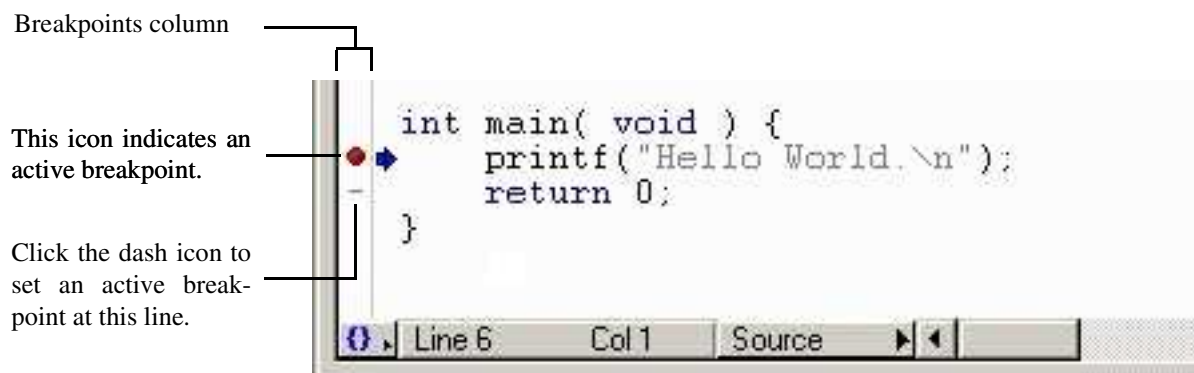 Breakpoints column
This icon indicates an
active breakpoint.
Click the dash icon to
set an active break-
point at this line.
int main( void ) {
printf("Hello World.\n");
return 0;
}
{} Line 6 Col 1 Source